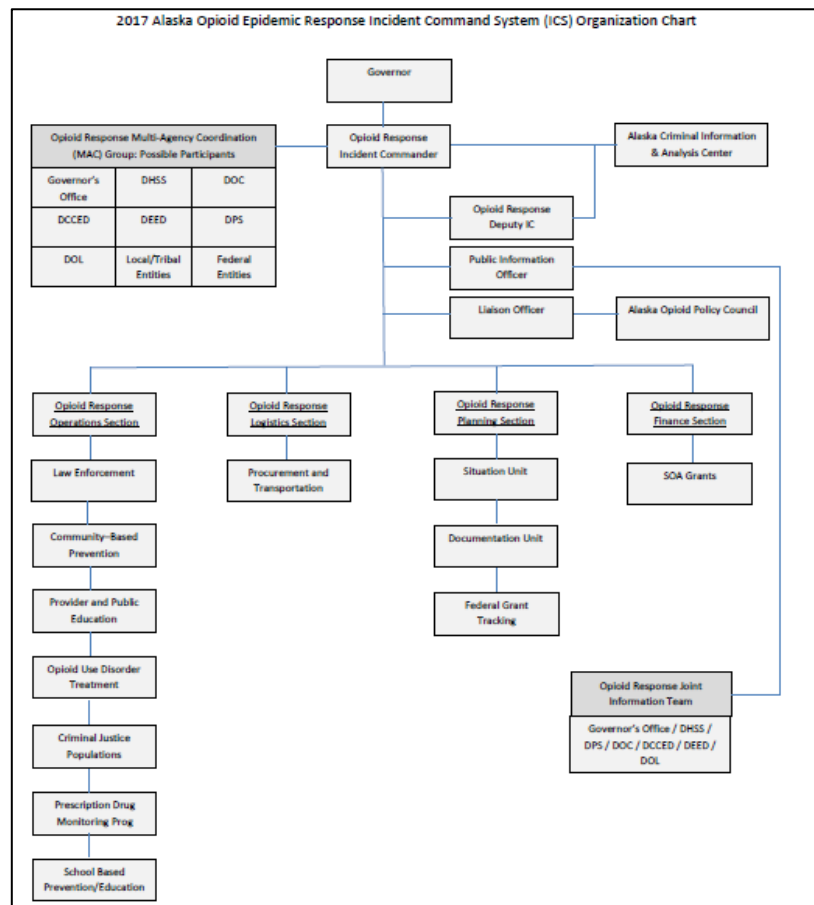 2017 Alaska Opioid Epidemic Response Incident Command System (ICS) Organization Chart
Governor
Opioid Response Multi-Agency Coordination
(MAC) Group: Possible Participants
Governor's
Office
DHSS
DOC
DCCED
DEED
DPS
DOL
Local/Tribal
Entities
Federal
Entities
Opioid Response
Incident Commander
Alaska Criminal Information
& Analysis Center
Opioid Response
Deputy IC
Public Information
Officer
Liaison Officer
Alaska Opioid Policy Council
Opioid Response
Operations Section
Law Enforcement
Community–Based
Prevention
Provider and Public
Education
Opioid Use Disorder
Treatment
Criminal Justice
Populations
Prescription Drug
Monitoring Prog
School Based
Prevention/Education
Opioid Response
Logistics Section
Procurement and
Transportation
Opioid Response
Planning Section
Situation Unit
Documentation Unit
Federal Grant
Tracking
Opioid Response
Finance Section
SOA Grants
Opioid Response Joint
Information Team
Governor's Office / DHSS /
DPS / DOC / DCCED / DEED /
DOL